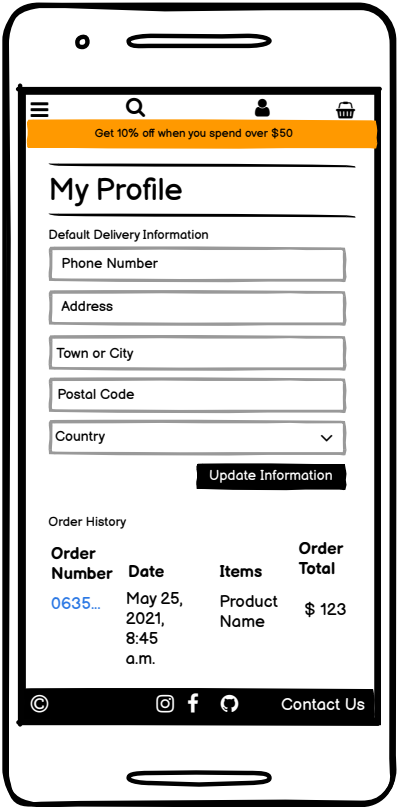 Get 10% off when you spend over $50
My Profile
Default Delivery Information
Phone Number
Address
Town or City
Postal Code
Country
Update Information
Order History
Order
Number
Date
Items
Order
Total
0635...
May 25,
2021,
8:45
a.m.
Product
Name
$ 123
© Contact Us